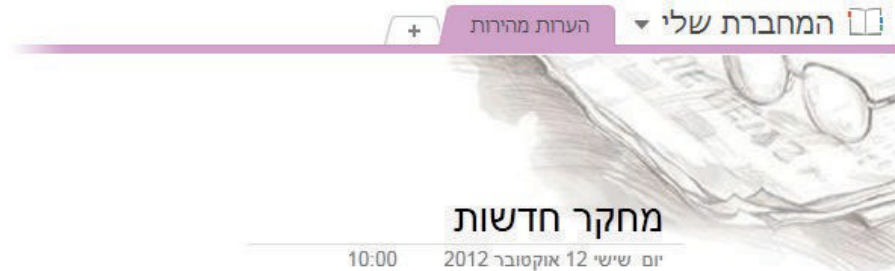 המחברת שלי
הערות מהירות
+
מחקר חדשות
יום שישי 12 אוקטובר 2012 10:00